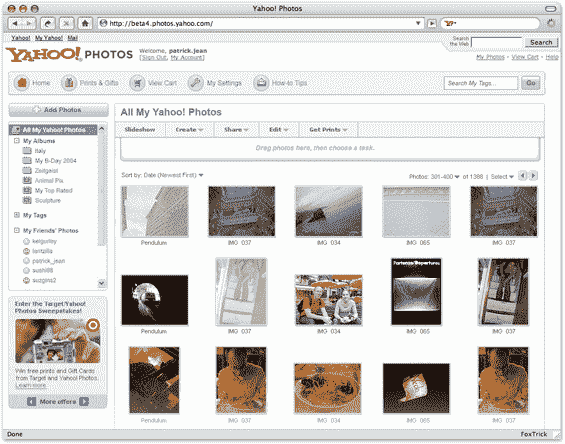 Yahoo! Photos
http://beta4.photos.yahoo.com/
Yahoo! My Yahoo! Mail
Search
the Web
Search
YAHOO! PHOTOS
Welcome, patrick.jean
[Sign Out, My Account]
My Photos - View Cart - Help
Home
Prints & Gifts
View Cart
My Settings
How-to Tips
Search My Tags...
Go
Add Photos
All My Yahoo! Photos
My Albums
Italy
My B-Day 2004
Zeitgeist
Animal Pix
My Top Rated
Sculpture
My Tags
My Friends' Photos
kelgurley
patrick_jean
sushi88
suzgins2
Enter the Target/Yahoo!
Photos Sweepstakes!
Win free prints and Gift Cards
from Target and Yahoo! Photos.
Learn more
More offers
All My Yahoo! Photos
Slideshow
Create
Share
Edit
Get Prints
Drag photos here, then choose a task.
Sort by: Date (Newest First)
Photos: 301-400 of 1388 | Select
Pendulum
IMG_037
IMG_034
IMG_065
IMG_037
Pendulum
IMG_037
IMG_034
IMG_065
IMG_037
Pendulum
IMG_037
IMG_034
IMG_065
IMG_037
Done
FoxTrick